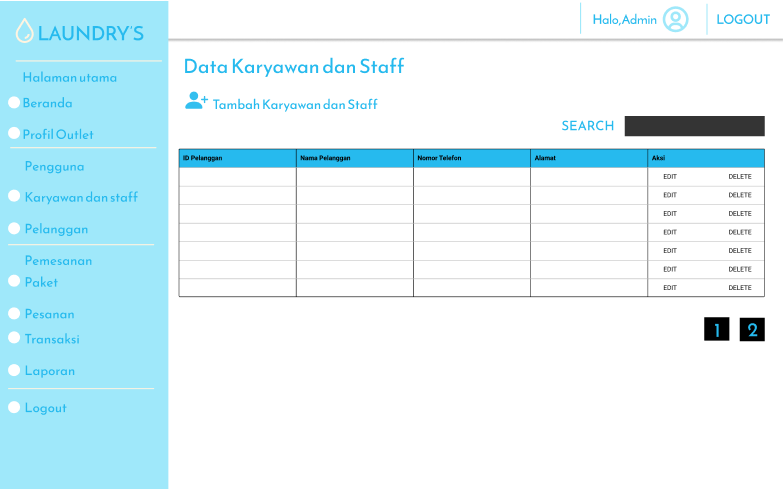 LAUNDRY'S
Halo,Admin
LOGOUT
Halaman utama
Beranda
Profil Outlet
Pengguna
Karyawan dan staff
Pelanggan
Pemesanan
Paket
Pesanan
Transaksi
Laporan
Logout
Data Karyawan dan Staff
Tambah Karyawan dan Staff
SEARCH
ID Pelanggan Nama Pelanggan Nomor Telefon Alamat Aksi
EDIT DELETE
EDIT DELETE
EDIT DELETE
EDIT DELETE
EDIT DELETE
EDIT DELETE
EDIT DELETE
1 2